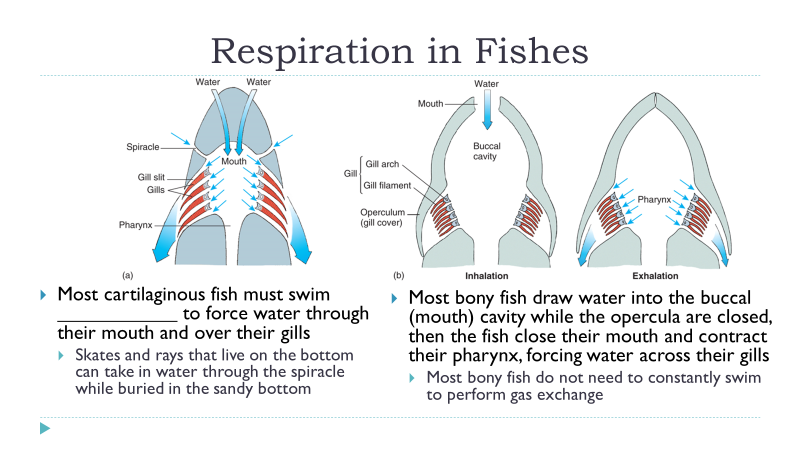 Respiration in Fishes
Water Water
Spiracle
Mouth
Gill slit
Gills
Pharynx
(a)
Water
Mouth
Buccal
cavity
Gill
Gill arch
Gill filament
Operculum
(gill cover)
Pharynx
(b)
Inhalation
Exhalation
Most cartilaginous fish must swim
____________ to force water through
their mouth and over their gills
Skates and rays that live on the bottom
can take in water through the spiracle
while buried in the sandy bottom
Most bony fish draw water into the buccal
(mouth) cavity while the opercula are closed,
then the fish close their mouth and contract
their pharynx, forcing water across their gills
Most bony fish do not need to constantly swim
to perform gas exchange